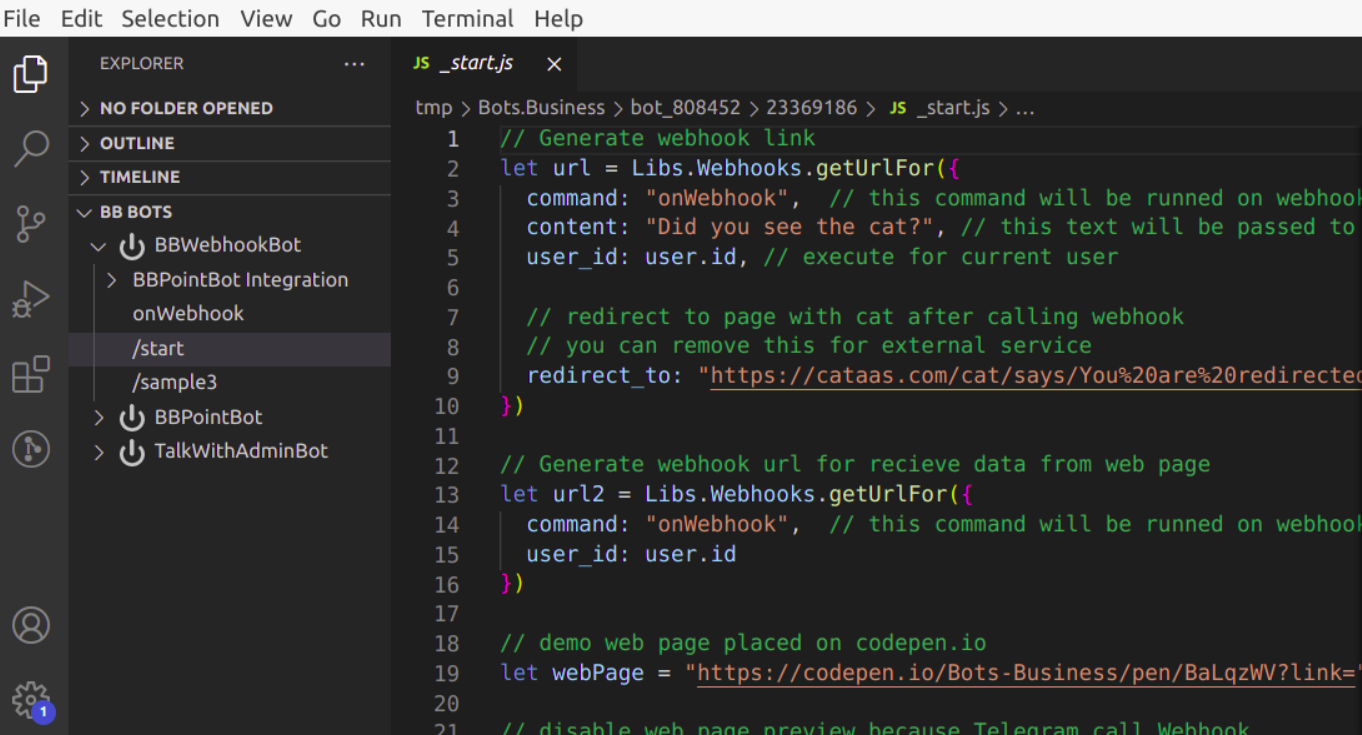 File Edit Selection View Go Run Terminal Help
EXPLORER
NO FOLDER OPENED
OUTLINE
TIMELINE
BB BOTS
BBWebhookBot
BBPointBot Integration
onWebhook
/start
/sample3
BBPointBot
TalkWithAdminBot
1
JS _start.js
tmp > Bots.Business > bot_808452 > 23369186 > JS _start.js > ...
1 // Generate webhook link
2 let url = Libs.Webhooks.getUrlFor({
3 command: "onWebhook", // this command will be runned on webhook
4 content: "Did you see the cat?", // this text will be passed to
5 user_id: user.id, // execute for current user
6
7 // redirect to page with cat after calling webhook
8 // you can remove this for external service
9 redirect_to: "https://cataas.com/cat/says/You%20are%20redirected
10 })
11
12 // Generate webhook url for recieve data from web page
13 let url2 = Libs.Webhooks.getUrlFor({
14 command: "onWebhook", // this command will be runned on webhook
15 user_id: user.id
16 })
17
18 // demo web page placed on codepen.io
19 let webPage = "https://codepen.io/Bots-Business/pen/BaLqzWV?link="
20
21 // disable web page preview because Telegram call Webhook